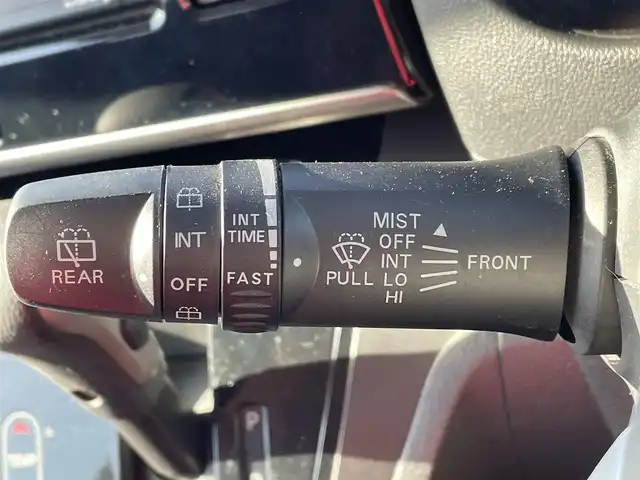 REAR
INT
OFF
INT
TIME
FAST
PULL
MIST
OFF
INT
LO
HI
FRONT
P